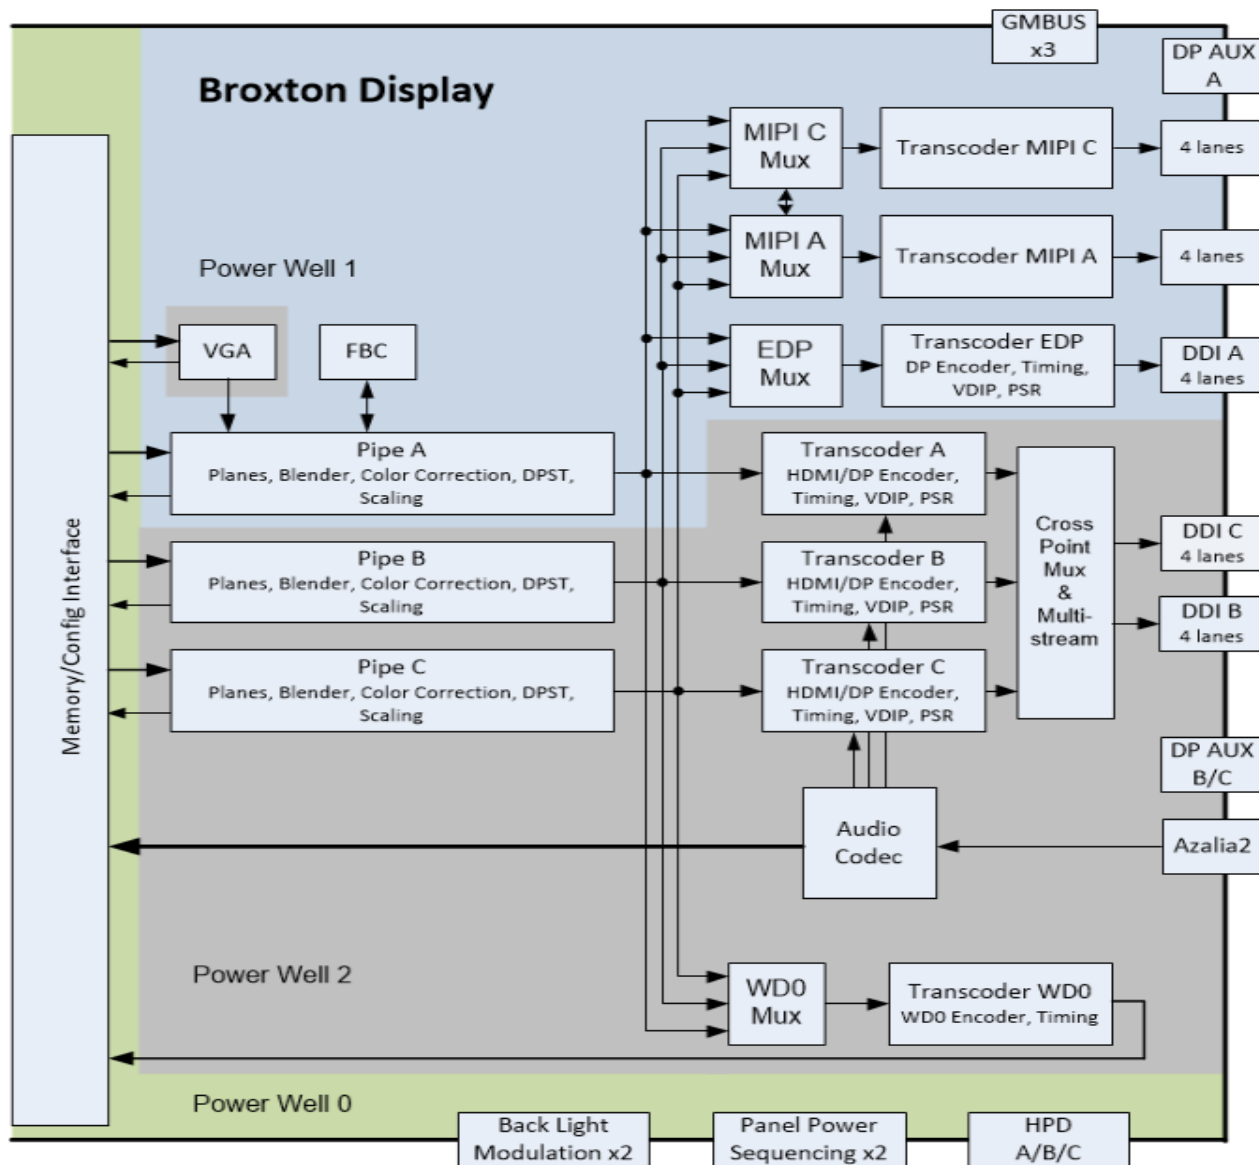 GMBUS
x3
DP AUX
A
Broxton Display
MIPI C
Mux
Transcoder MIPI C
4 lanes
MIPI A
Mux
Transcoder MIPI A
4 lanes
Power Well 1
VGA
FBC
EDP
Mux
Transcoder EDP
DP Encoder, Timing,
VDIP, PSR
DDI A
4 lanes
Pipe A
Planes, Blender, Color Correction, DPST,
Scaling
Transcoder A
HDMI/DP Encoder,
Timing, VDIP, PSR
Pipe B
Planes, Blender, Color Correction, DPST,
Scaling
Transcoder B
HDMI/DP Encoder,
Timing, VDIP, PSR
Cross
Point
Mux
&
Multi-
stream
DDI C
4 lanes
DDI B
4 lanes
Pipe C
Planes, Blender, Color Correction, DPST,
Scaling
Transcoder C
HDMI/DP Encoder,
Timing, VDIP, PSR
Memory/Config Interface
DP AUX
B/C
Audio
Codec
Azalia2
Power Well 2
WD0
Mux
Transcoder WD0
WD0 Encoder, Timing
Power Well 0
Back Light
Modulation x2
Panel Power
Sequencing x2
HPD
A/B/C